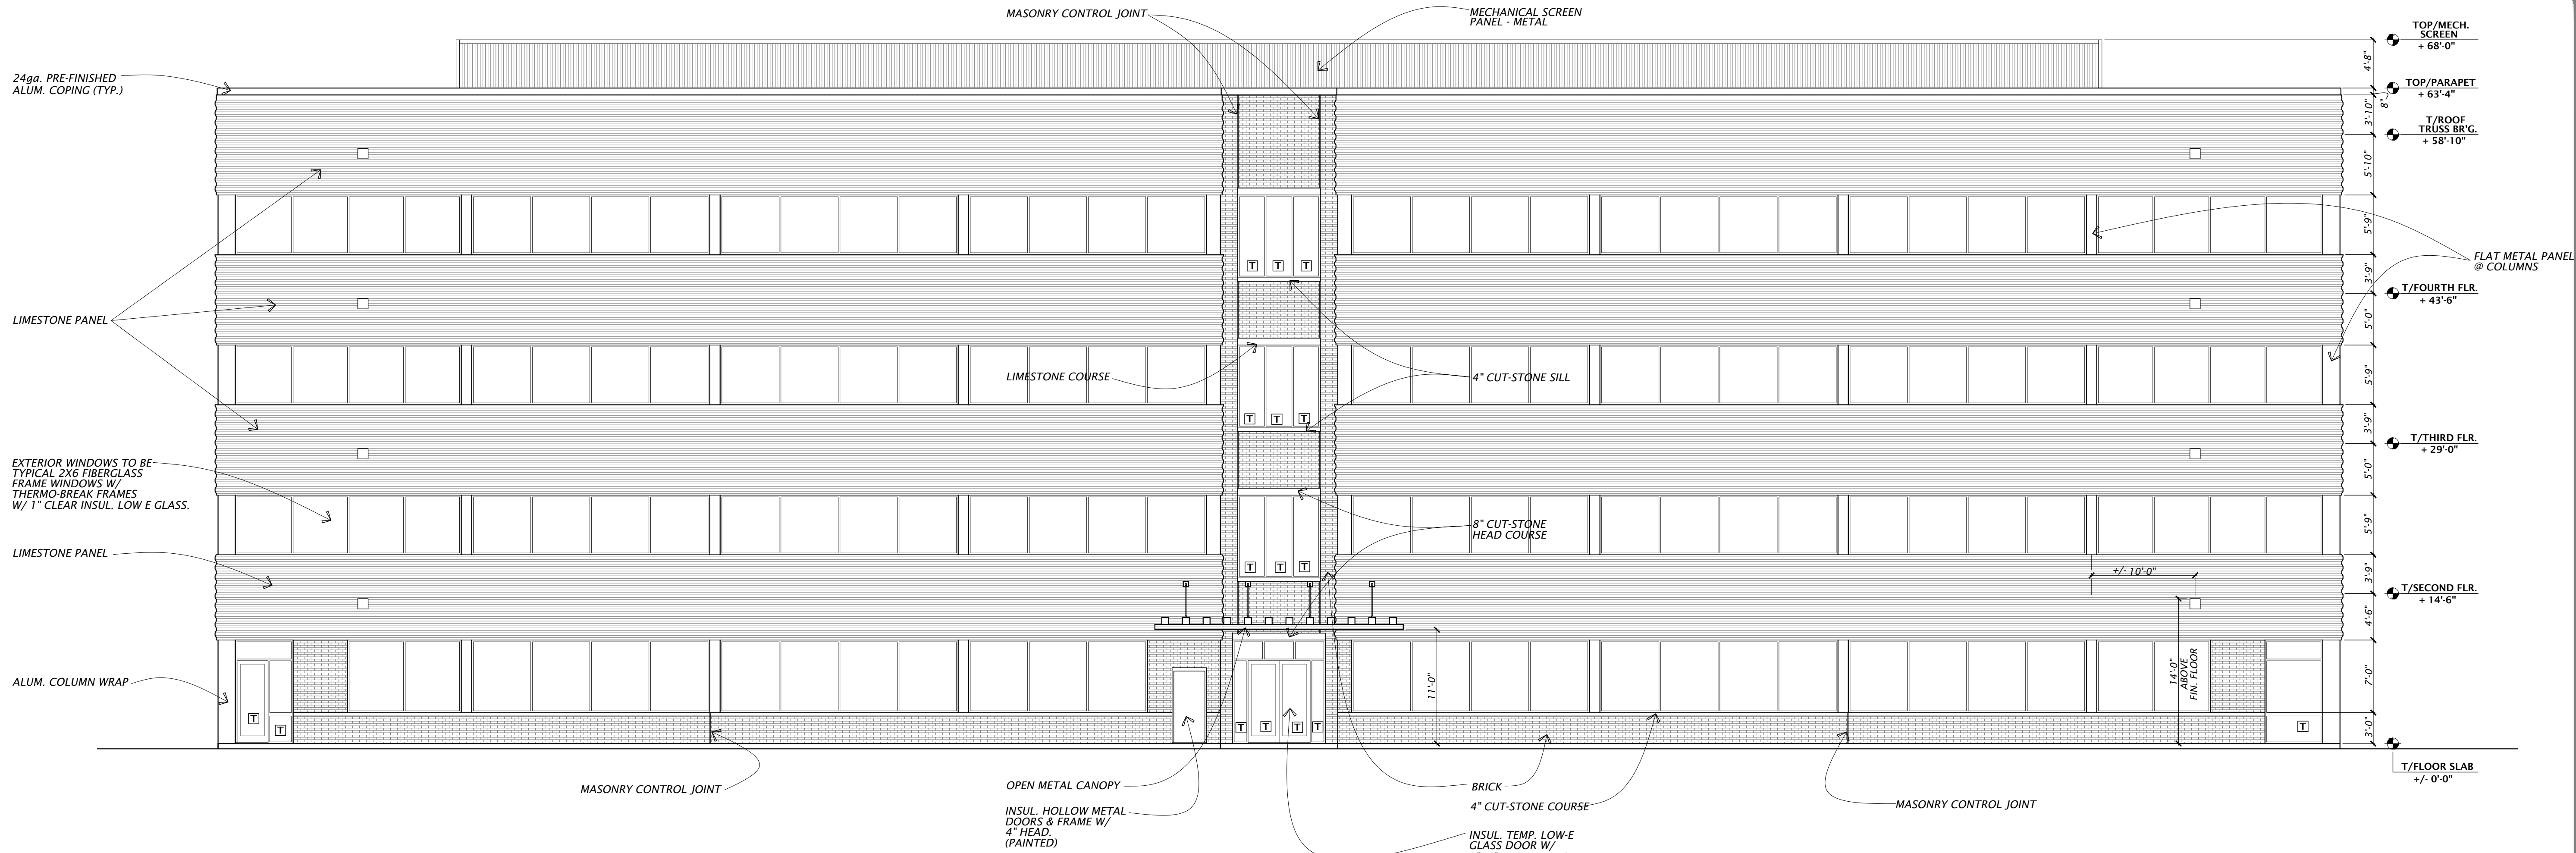 MASONRY CONTROL JOINT
MECHANICAL SCREEN
PANEL - METAL
TOP/MECH.
SCREEN
+ 68'-0"
4'-8"
24ga. PRE-FINISHED
ALUM. COPING (TYP.)
TOP/PARAPET
+ 63'-4"
8"
3'-10"
T/ROOF
TRUSS BR'G.
+ 58'-10"
5'-10"
5'-9"
T T T
FLAT METAL PANEL
@ COLUMNS
3'-9"
T/FOURTH FLR.
+ 43'-6"
5'-0"
LIMESTONE PANEL
LIMESTONE COURSE
4" CUT-STONE SILL
5'-9"
T T T
3'-9"
T/THIRD FLR.
+ 29'-0"
5'-0"
EXTERIOR WINDOWS TO BE
TYPICAL 2X6 FIBERGLASS
FRAME WINDOWS W/
THERMO-BREAK FRAMES
W/ 1" CLEAR INSUL. LOW E GLASS.
8" CUT-STONE
HEAD COURSE
5'-9"
LIMESTONE PANEL
T T T
+/- 10'-0"
3'-9"
T/SECOND FLR.
+ 14'-6"
4'-6"
ALUM. COLUMN WRAP
11'-0"
14'-0"
ABOVE
FIN. FLOOR
7'-0"
T T
T T T T
T
3'-0"
T/FLOOR SLAB
+/- 0'-0"
MASONRY CONTROL JOINT
OPEN METAL CANOPY
BRICK
4" CUT-STONE COURSE
MASONRY CONTROL JOINT
INSUL. HOLLOW METAL
DOORS & FRAME W/
4" HEAD.
(PAINTED)
INSUL. TEMP. LOW-E
GLASS DOOR W/